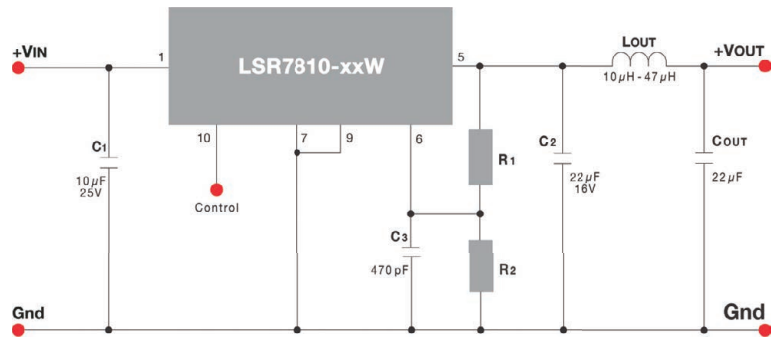 +VIN
1
LSR7810-xxW
5
LOUT
10µH - 47µH
+VOUT
10
7
9
6
C1
10µF
25V
Control
R1
C2
22µF
16V
COUT
22µF
C3
470pF
R2
Gnd
Gnd